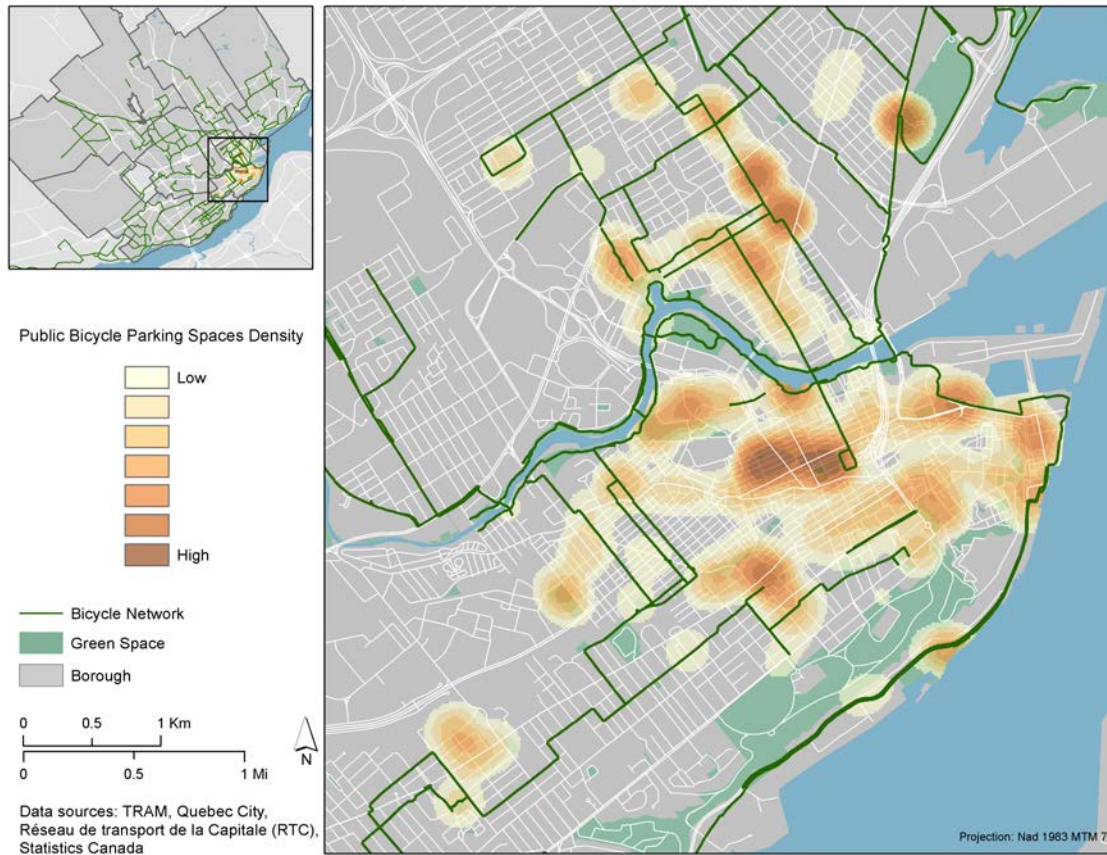 Public Bicycle Parking Spaces Density
Low
High
Bicycle Network
Green Space
Borough
0 0.5 1 Km
0 0.5 1 Mi
N
Data sources: TRAM, Quebec City,
Réseau de transport de la Capitale (RTC),
Statistics Canada
Projection: Nad 1983 MTM 7